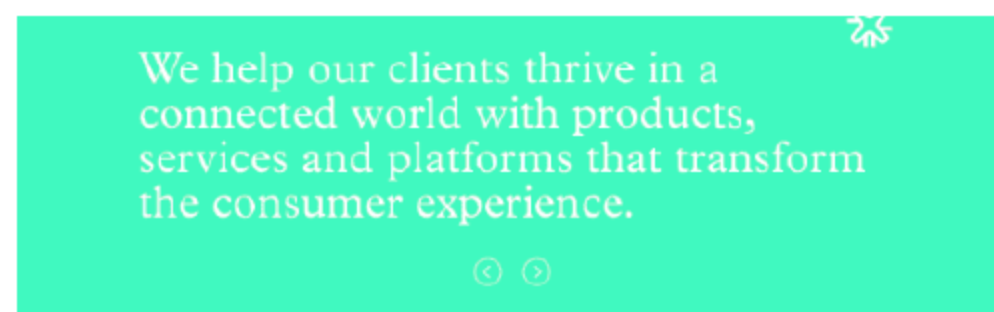 We help our clients thrive in a
connected world with products,
services and platforms that transform
the consumer experience.